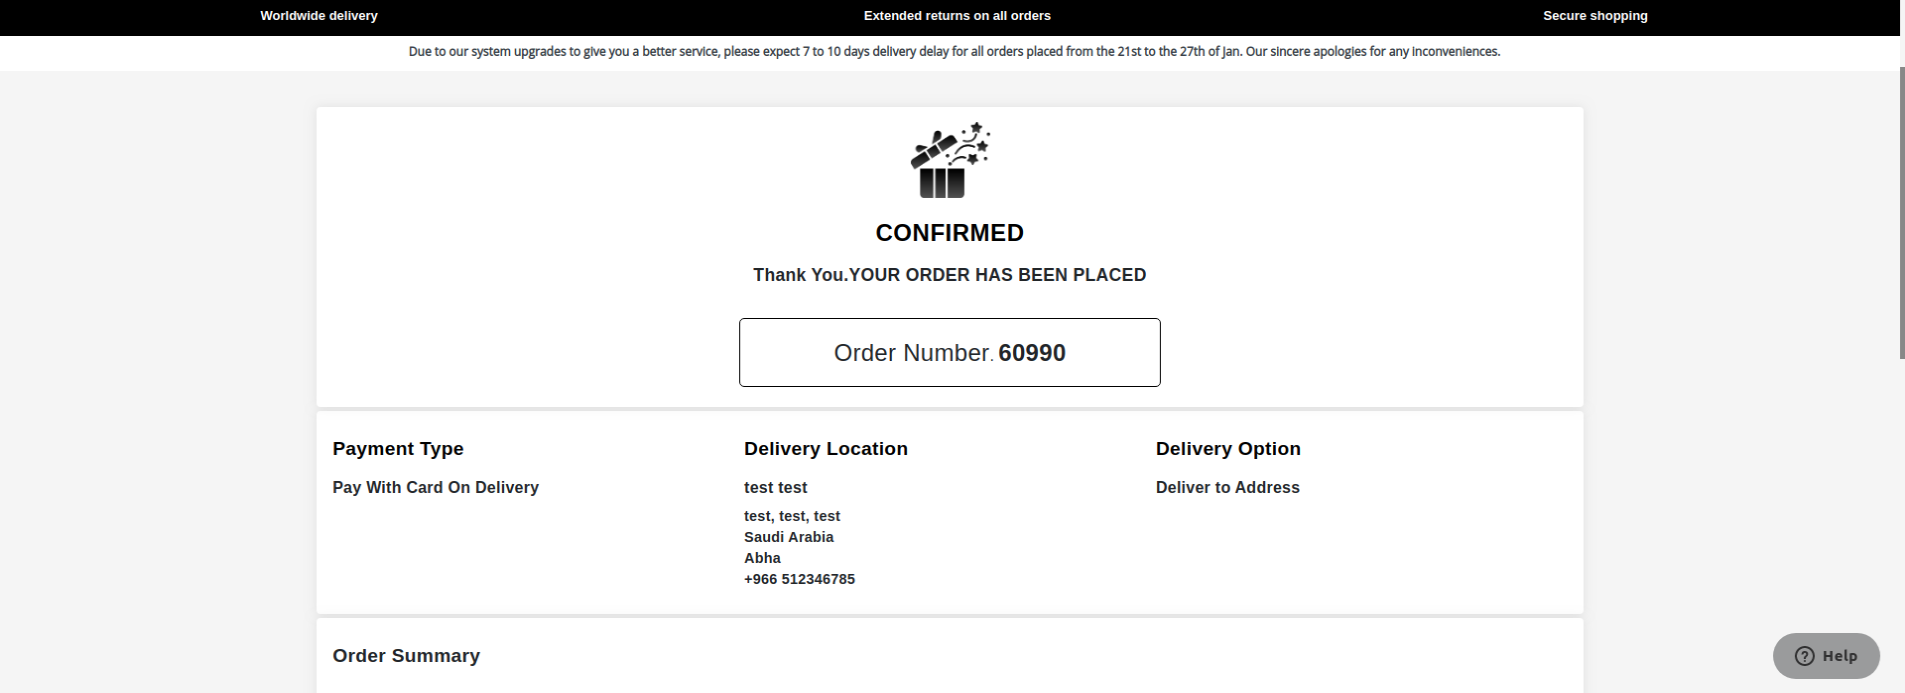 Worldwide delivery
Extended returns on all orders
Secure shopping
Due to our system upgrades to give you a better service, please expect 7 to 10 days delivery delay for all orders placed from the 21st to the 27th of Jan. Our sincere apologies for any inconveniences.
CONFIRMED
Thank You.YOUR ORDER HAS BEEN PLACED
Order Number. 60990
Payment Type
Pay With Card On Delivery
Delivery Location
test test
test, test, test
Saudi Arabia
Abha
+966 512346785
Delivery Option
Deliver to Address
Order Summary
Help